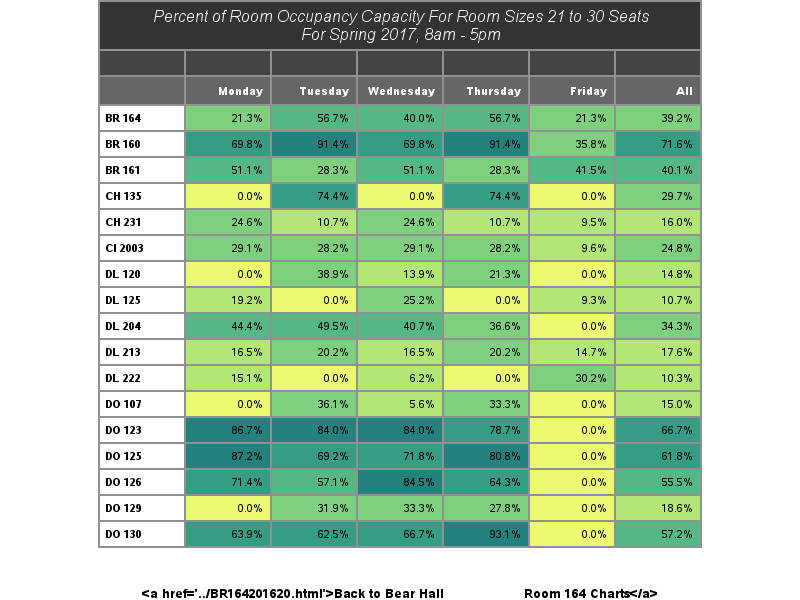 Percent of Room Occupancy Capacity For Room Sizes 21 to 30 Seats
For Spring 2017, 8am - 5pm
Monday Tuesday Wednesday Thursday Friday All
BR 164 21.3% 56.7% 40.0% 56.7% 21.3% 39.2%
BR 160 69.8% 91.4% 69.8% 91.4% 35.8% 71.6%
BR 161 51.1% 28.3% 51.1% 28.3% 41.5% 40.1%
CH 135 0.0% 74.4% 0.0% 74.4% 0.0% 29.7%
CH 231 24.6% 10.7% 24.6% 10.7% 9.5% 16.0%
CI 2003 29.1% 28.2% 29.1% 28.2% 9.6% 24.8%
DL 120 0.0% 38.9% 13.9% 21.3% 0.0% 14.8%
DL 125 19.2% 0.0% 25.2% 0.0% 9.3% 10.7%
DL 204 44.4% 49.5% 40.7% 36.6% 0.0% 34.3%
DL 213 16.5% 20.2% 16.5% 20.2% 14.7% 17.6%
DL 222 15.1% 0.0% 6.2% 0.0% 30.2% 10.3%
DO 107 0.0% 36.1% 5.6% 33.3% 0.0% 15.0%
DO 123 86.7% 84.0% 84.0% 78.7% 0.0% 66.7%
DO 125 87.2% 69.2% 71.8% 80.8% 0.0% 61.8%
DO 126 71.4% 57.1% 84.5% 64.3% 0.0% 55.5%
DO 129 0.0% 31.9% 33.3% 27.8% 0.0% 18.6%
DO 130 63.9% 62.5% 66.7% 93.1% 0.0% 57.2%
<a href='../BR164201620.html'>Back to Bear Hall Room 164 Charts</a>